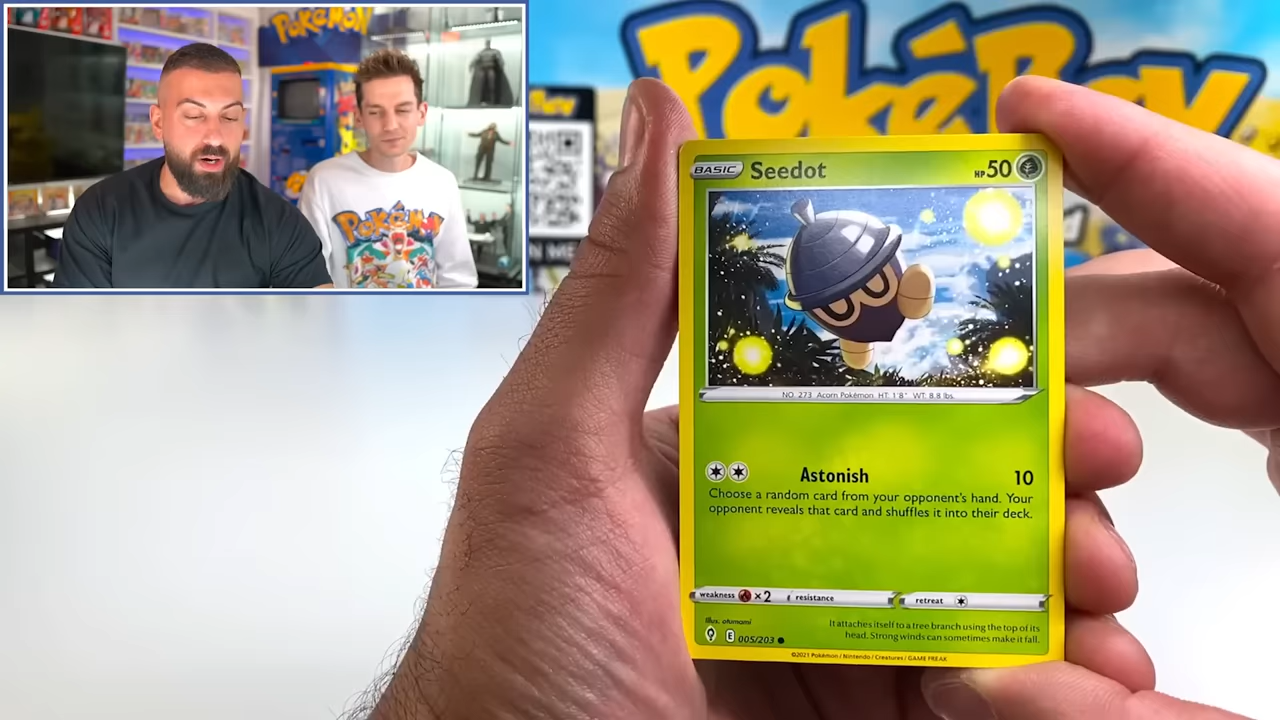 POKéMON
POKéMON
PokéBoy
BASIC Seedot HP 50
NO. 273 Acorn Pokémon HT: 1'8" WT: 8.8 lbs.
Astonish 10
Choose a random card from your opponent's hand. Your
opponent reveals that card and shuffles it into their deck.
weakness ×2 resistance retreat
Illus. otumami
It attaches itself to a tree branch using the top of its
head. Strong winds can sometimes make it fall.
E 005/203
©2021 Pokémon / Nintendo / Creatures / GAME FREAK